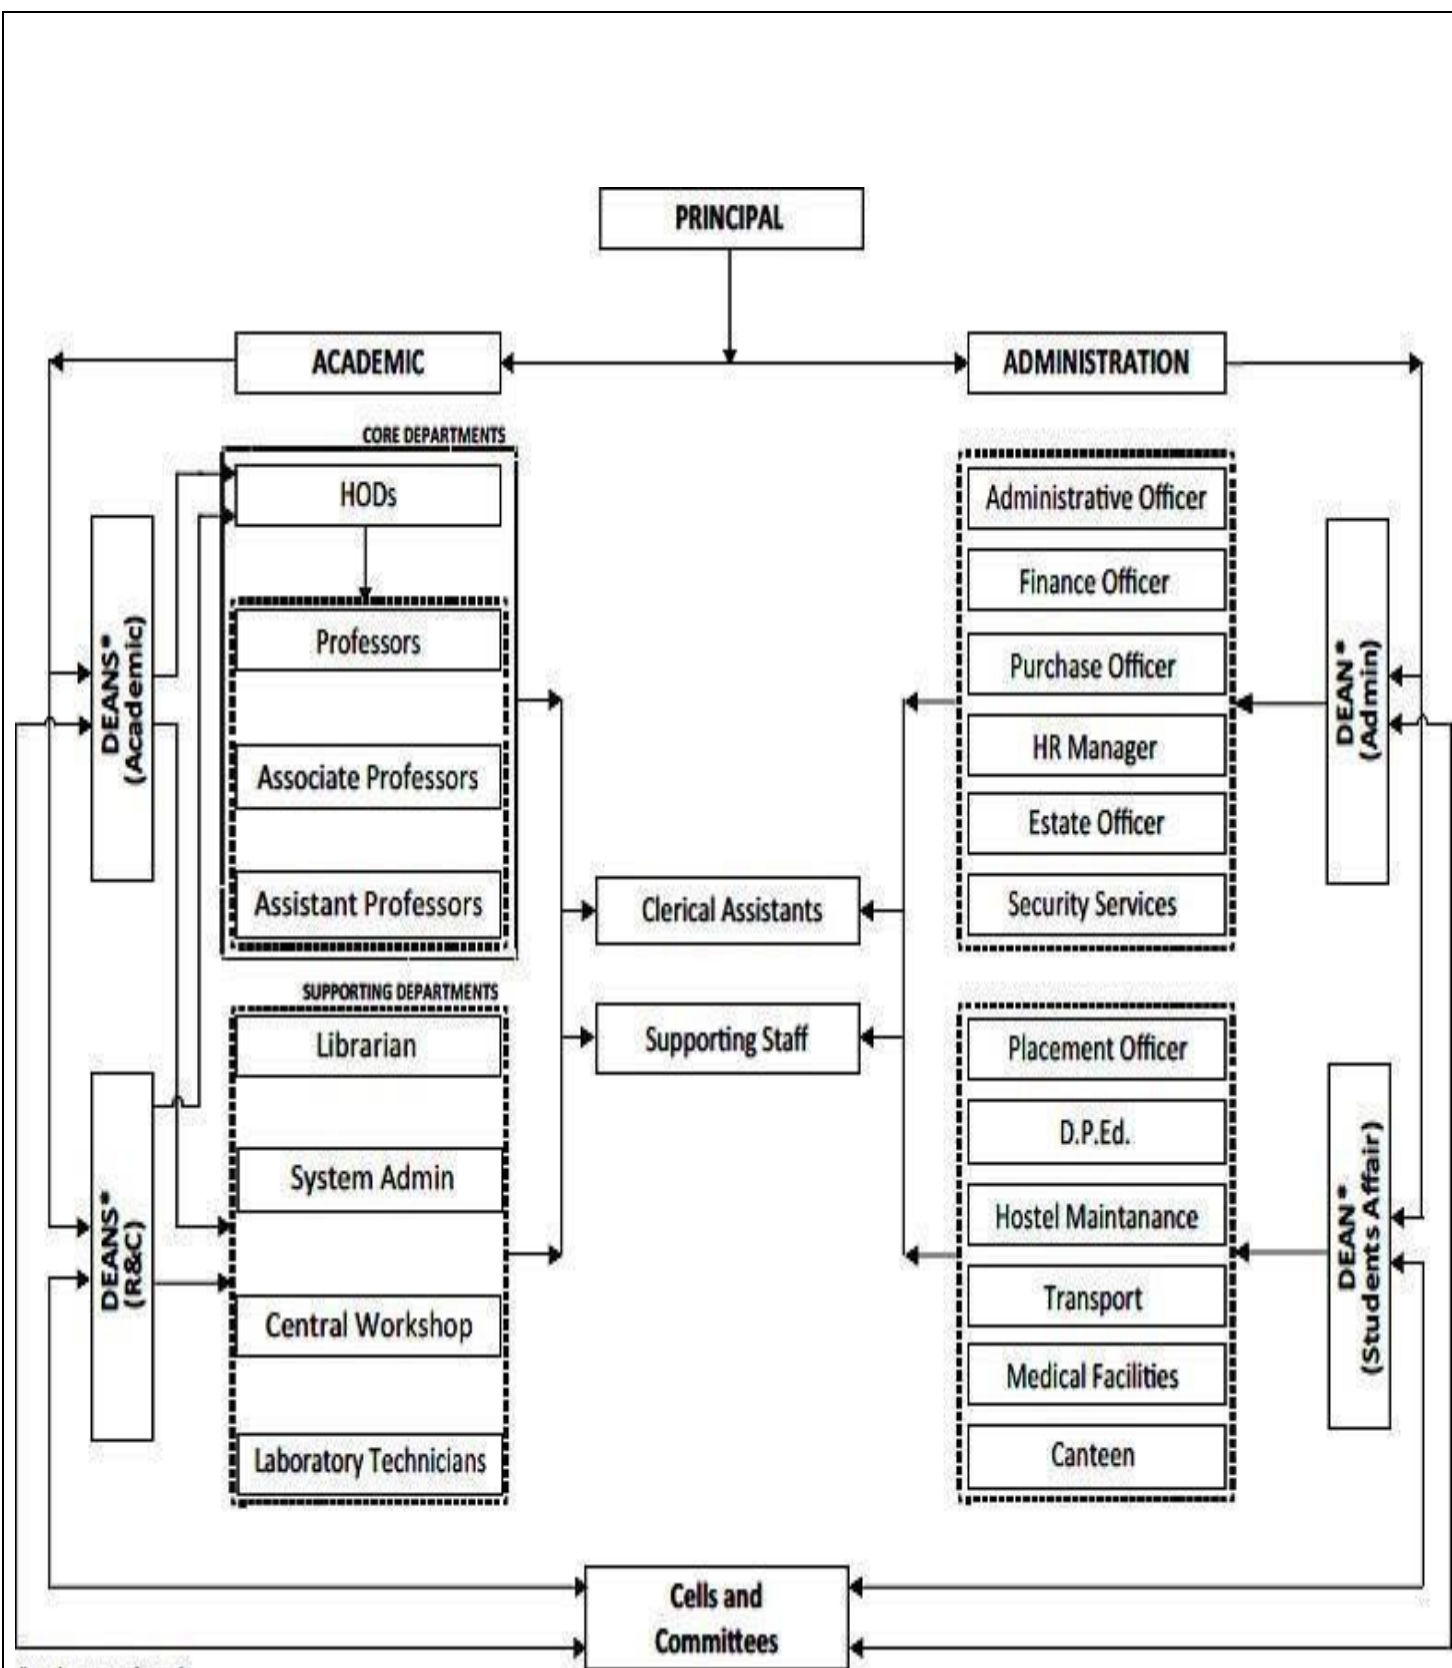 PRINCIPAL
ACADEMIC
ADMINISTRATION
CORE DEPARTMENTS
HODs
Professors
Associate Professors
Assistant Professors
SUPPORTING DEPARTMENTS
Librarian
System Admin
Central Workshop
Laboratory Technicians
DEANS*
(Academic)
DEANS*
(R&C)
Clerical Assistants
Supporting Staff
Administrative Officer
Finance Officer
Purchase Officer
HR Manager
Estate Officer
Security Services
Placement Officer
D.P.Ed.
Hostel Maintanance
Transport
Medical Facilities
Canteen
DEAN*
(Admin)
DEAN*
(Students Affair)
Cells and
Committees